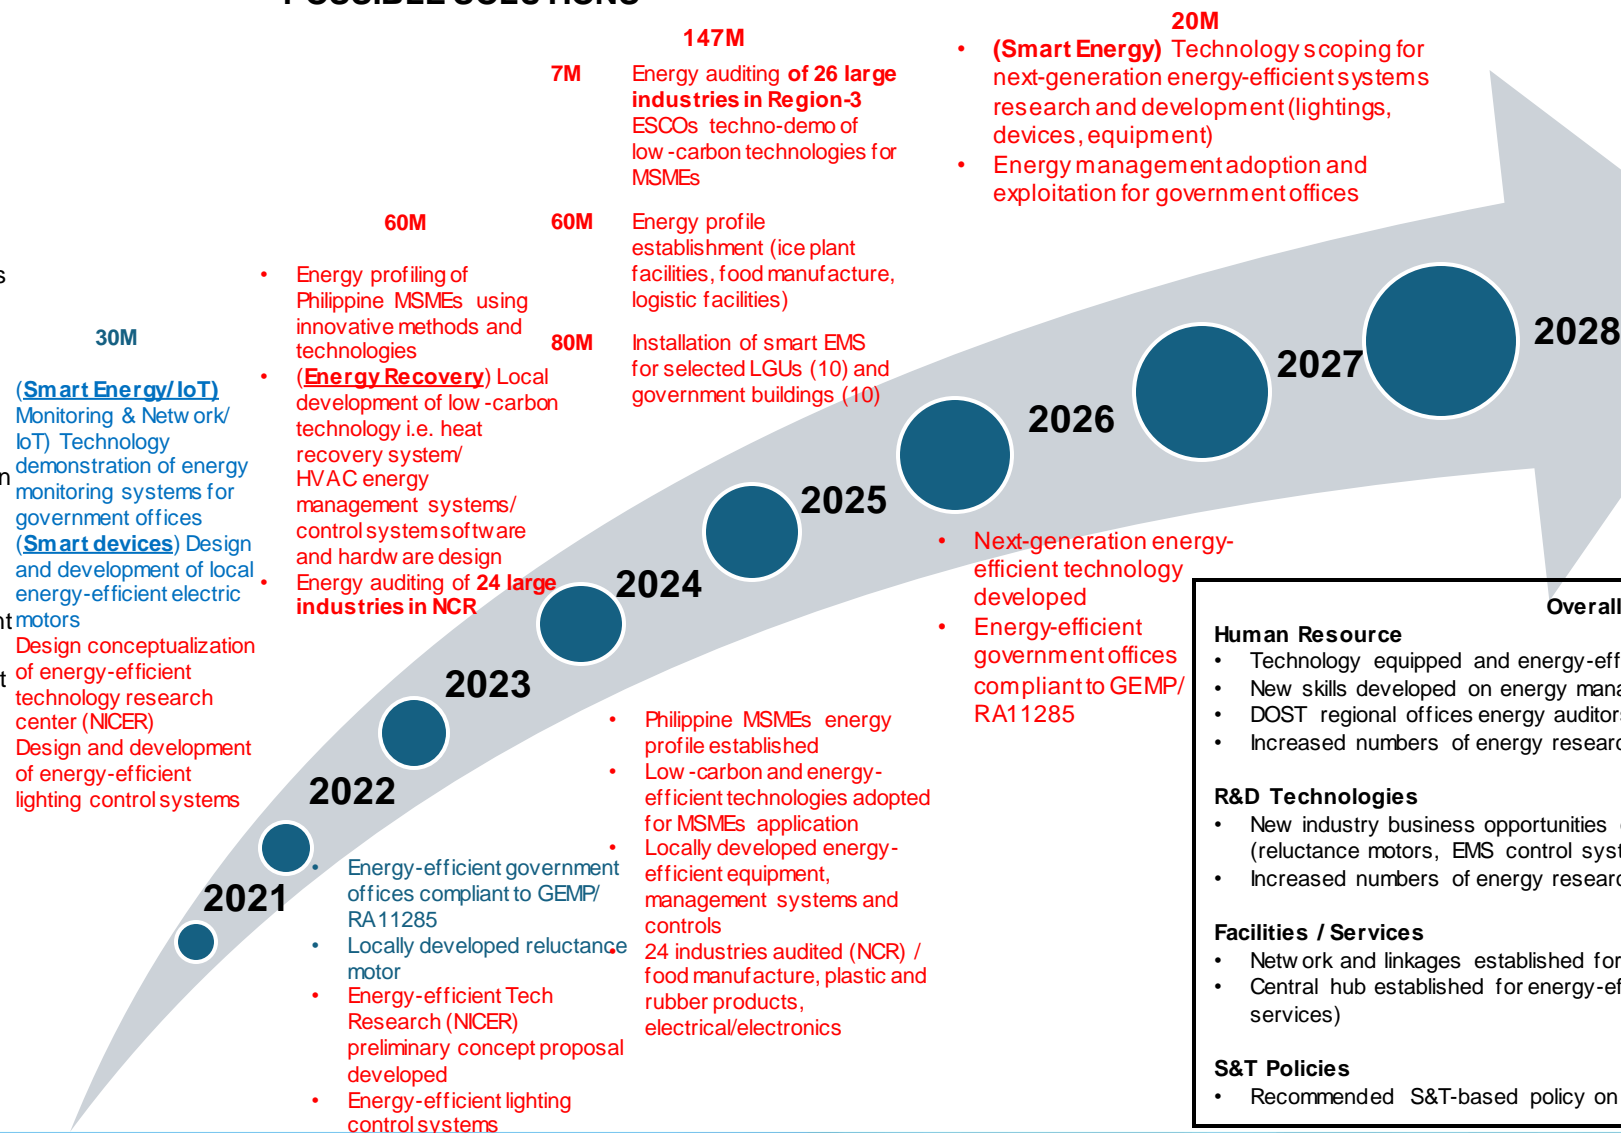 POSSIBLE SOLUTIONS
20M
• (Smart Energy) Technology scoping for
next-generation energy-efficient systems
research and development (lightings,
devices, equipment)
• Energy management adoption and
exploitation for government offices
147M
7M
Energy auditing of 26 large
industries in Region-3
ESCOs techno-demo of
low-carbon technologies for
MSMEs
60M
Energy profile
establishment (ice plant
facilities, food manufacture,
logistic facilities)
80M
Installation of smart EMS
for selected LGUs (10) and
government buildings (10)
60M
• Energy profiling of
Philippine MSMEs using
innovative methods and
technologies
• (Energy Recovery) Local
development of low-carbon
technology i.e. heat
recovery system/
HVAC energy
management systems/
control system software
and hardware design
• Energy auditing of 24 large
industries in NCR
30M
(Smart Energy/ IoT)
Monitoring & Network/
IoT) Technology
demonstration of energy
monitoring systems for
government offices
(Smart devices) Design
and development of local
energy-efficient electric
motors
Design conceptualization
of energy-efficient
technology research
center (NICER)
Design and development
of energy-efficient
lighting control systems
2021
2022
2023
2024
2025
2026
2027
2028
• Energy-efficient government
offices compliant to GEMP/
RA11285
• Locally developed reluctance
motor
• Energy-efficient Tech
Research (NICER)
preliminary concept proposal
developed
• Energy-efficient lighting
control systems
• Philippine MSMEs energy
profile established
• Low-carbon and energy-
efficient technologies adopted
for MSMEs application
• Locally developed energy-
efficient equipment,
management systems and
controls
• 24 industries audited (NCR) /
food manufacture, plastic and
rubber products,
electrical/electronics
• Next-generation energy-
efficient technology
developed
• Energy-efficient
government offices
compliant to GEMP/
RA11285
Overall
Human Resource
• Technology equipped and energy-eff
• New skills developed on energy mana
• DOST regional offices energy auditors
• Increased numbers of energy researc
R&D Technologies
• New industry business opportunities
(reluctance motors, EMS control syst
• Increased numbers of energy researc
Facilities / Services
• Network and linkages established for
• Central hub established for energy-ef
services)
S&T Policies
• Recommended S&T-based policy on